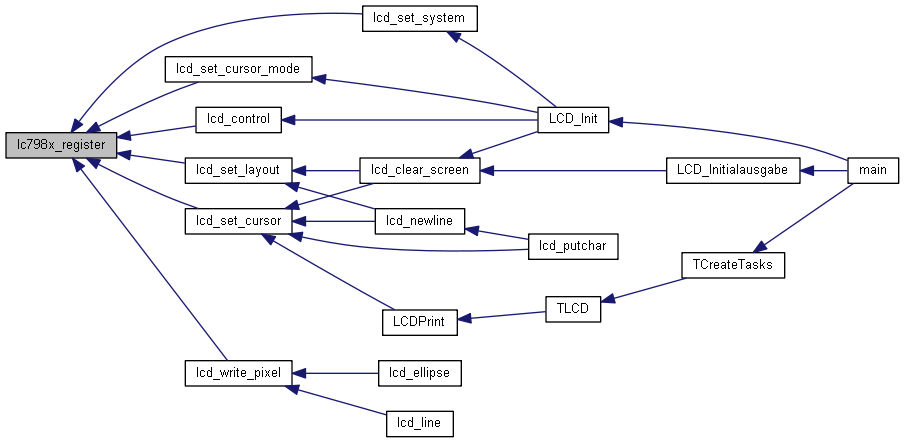 lcd_set_system
lcd_set_cursor_mode
lcd_control
LCD_Init
lc798x_register
lcd_set_layout
lcd_clear_screen
LCD_Initialausgabe
main
lcd_set_cursor
lcd_newline
lcd_putchar
TCreateTasks
TLCD
LCDPrint
lcd_write_pixel
lcd_ellipse
lcd_line